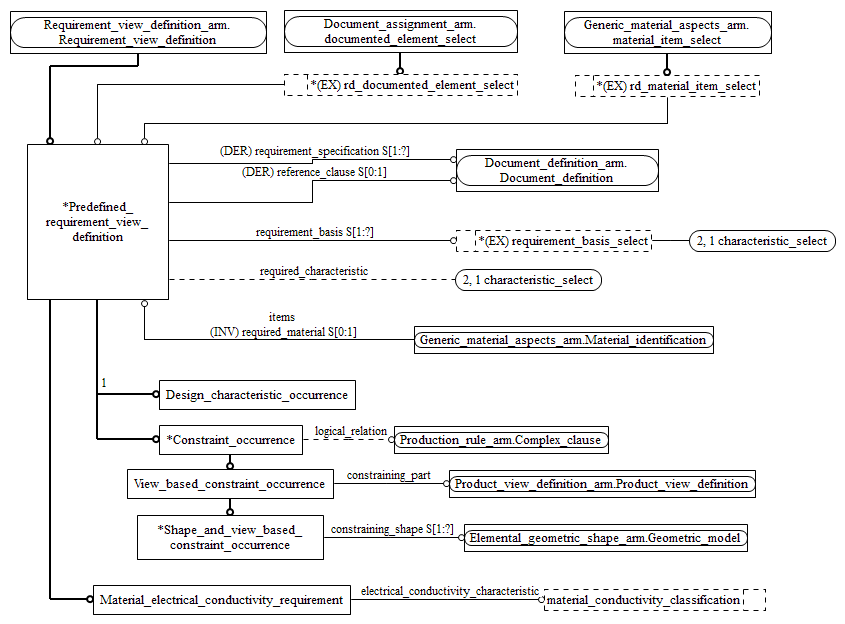 Requirement_view_definition_arm.
Requirement_view_definition
Document_assignment_arm.
documented_element_select
Generic_material_aspects_arm.
material_item_select
*(EX) rd_documented_element_select
*(EX) rd_material_item_select
(DER) requirement_specification S[1:?]
(DER) reference_clause S[0:1]
Document_definition_arm.
Document_definition
*Predefined_
requirement_view_
definition
requirement_basis S[1:?]
*(EX) requirement_basis_select
2, 1 characteristic_select
required_characteristic
2, 1 characteristic_select
items
(INV) required_material S[0:1]
Generic_material_aspects_arm.Material_identification
1
Design_characteristic_occurrence
*Constraint_occurrence
logical_relation
Production_rule_arm.Complex_clause
View_based_constraint_occurrence
constraining_part
Product_view_definition_arm.Product_view_definition
*Shape_and_view_based_
constraint_occurrence
constraining_shape S[1:?]
Elemental_geometric_shape_arm.Geometric_model
Material_electrical_conductivity_requirement
electrical_conductivity_characteristic
material_conductivity_classification